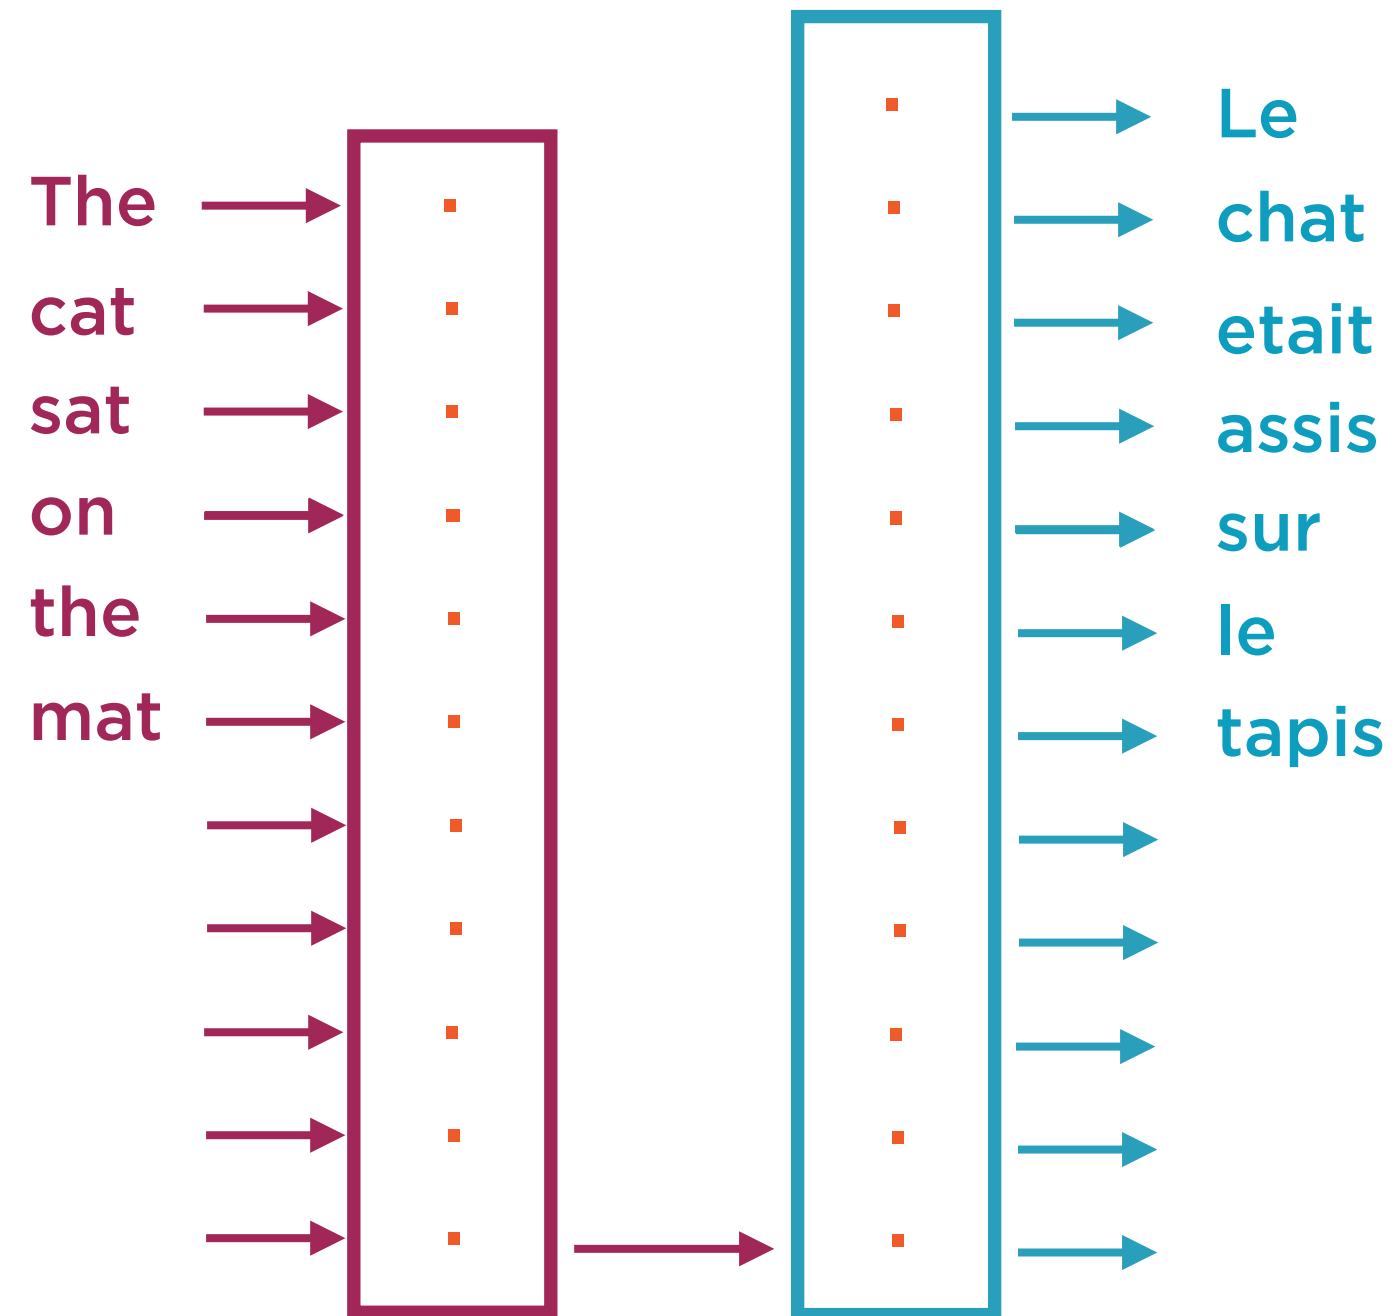 The
cat
sat
on
the
mat
Le
chat
etait
assis
sur
le
tapis